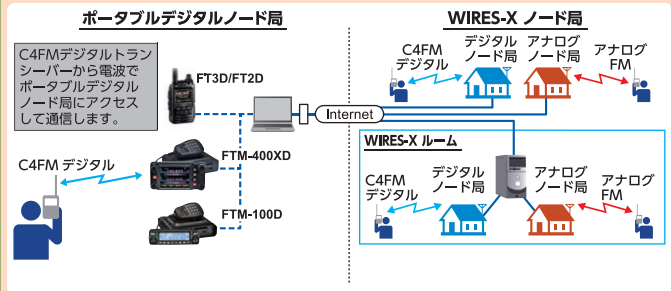 ポータブルデジタルノード局
C4FMデジタルトラン
シーバーから電波で
ポータブルデジタル
ノード局にアクセス
して通信します。
FT3D/FT2D
Internet
C4FM デジタル
FTM-400XD
FTM-100D
WIRES-X ノード局
C4FM
デジタル
デジタル
ノード局
アナログ
ノード局
アナログ
FM
WIRES-X ルーム
C4FM
デジタル
デジタル
ノード局
アナログ
ノード局
アナログ
FM